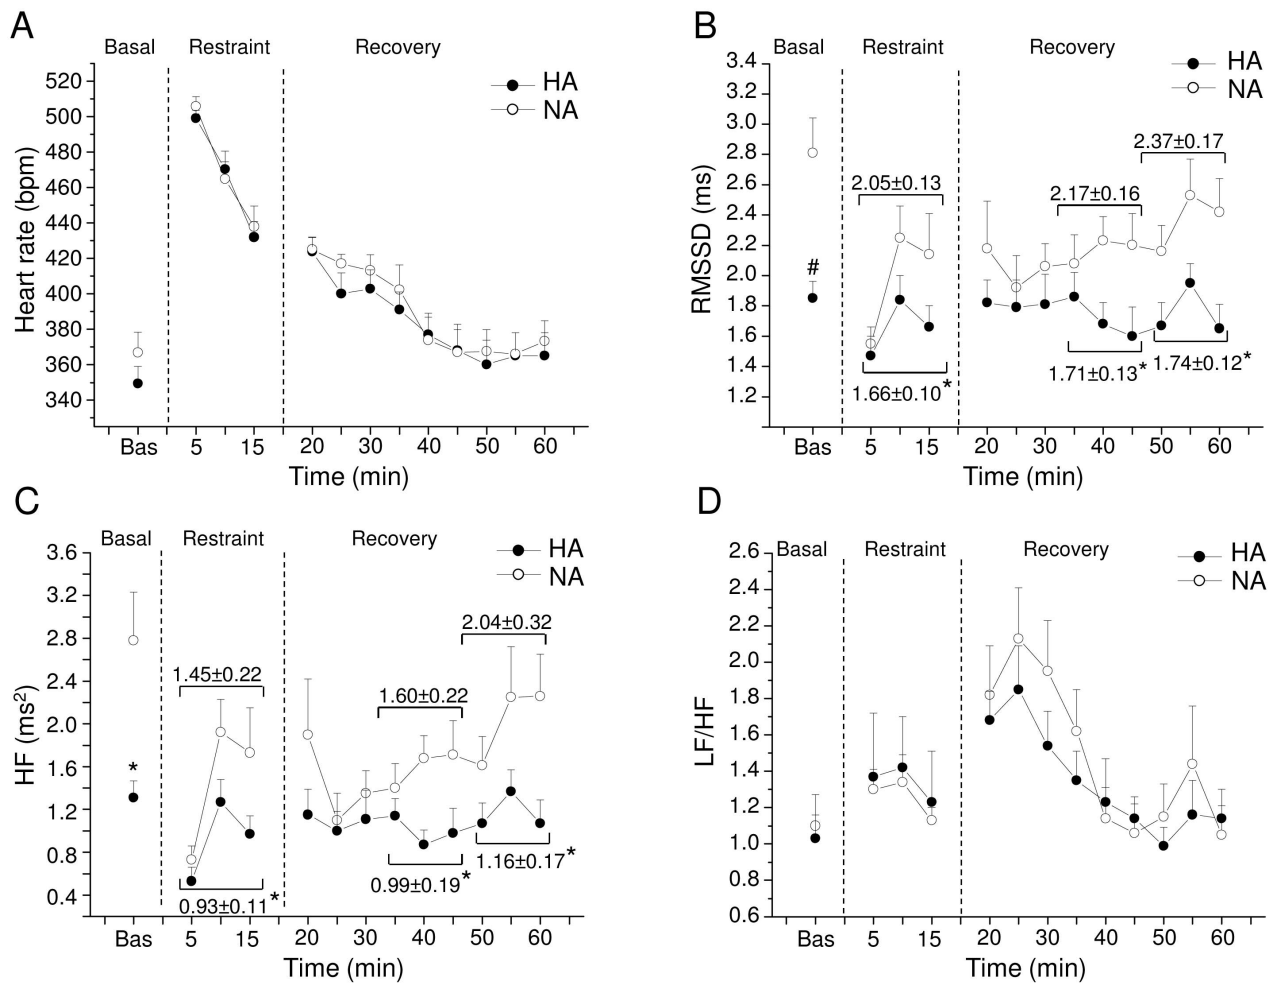 A
Basal Restraint Recovery
HA
NA
Heart rate (bpm)
520
500
480
460
440
420
400
380
360
340
Bas 5 15 20 30 40 50 60
Time (min)
B
Basal Restraint Recovery
HA
NA
RMSSD (ms)
3.4
3.2
3.0
2.8
2.6
2.4
2.2
2.0
1.8
1.6
1.4
1.2
#
2.05±0.13
2.17±0.16
2.37±0.17
1.66±0.10*
1.71±0.13*
1.74±0.12*
Bas 5 15 20 30 40 50 60
Time (min)
C
Basal Restraint Recovery
HA
NA
HF (ms²)
3.6
3.2
2.8
2.4
2.0
1.6
1.2
0.8
0.4
*
1.45±0.22
1.60±0.22
2.04±0.32
0.93±0.11*
0.99±0.19*
1.16±0.17*
Bas 5 15 20 30 40 50 60
Time (min)
D
Basal Restraint Recovery
HA
NA
LF/HF
2.6
2.4
2.2
2.0
1.8
1.6
1.4
1.2
1.0
0.8
0.6
Bas 5 15 20 30 40 50 60
Time (min)